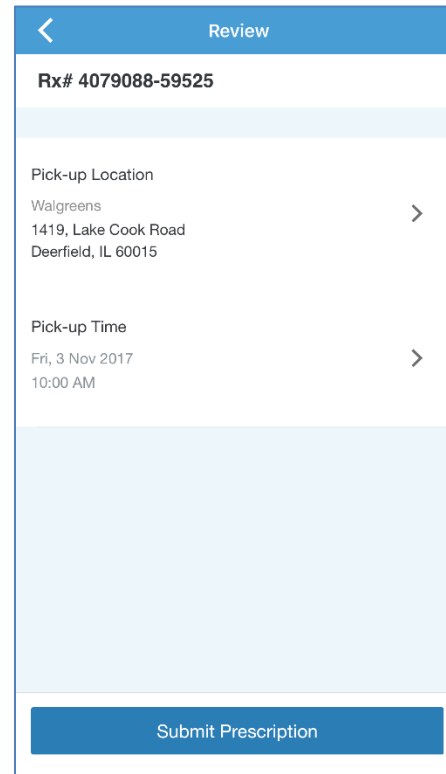 Review
Rx# 4079088-59525
Pick-up Location
Walgreens
1419, Lake Cook Road
Deerfield, IL 60015
Pick-up Time
Fri, 3 Nov 2017
10:00 AM
Submit Prescription